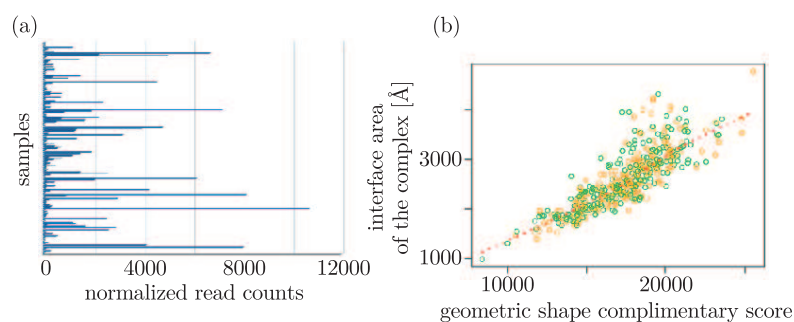 (a)
samples
0 4000 8000 12000
normalized read counts
(b)
interface area
of the complex [Å]
3000
1000
10000 20000
geometric shape complimentary score